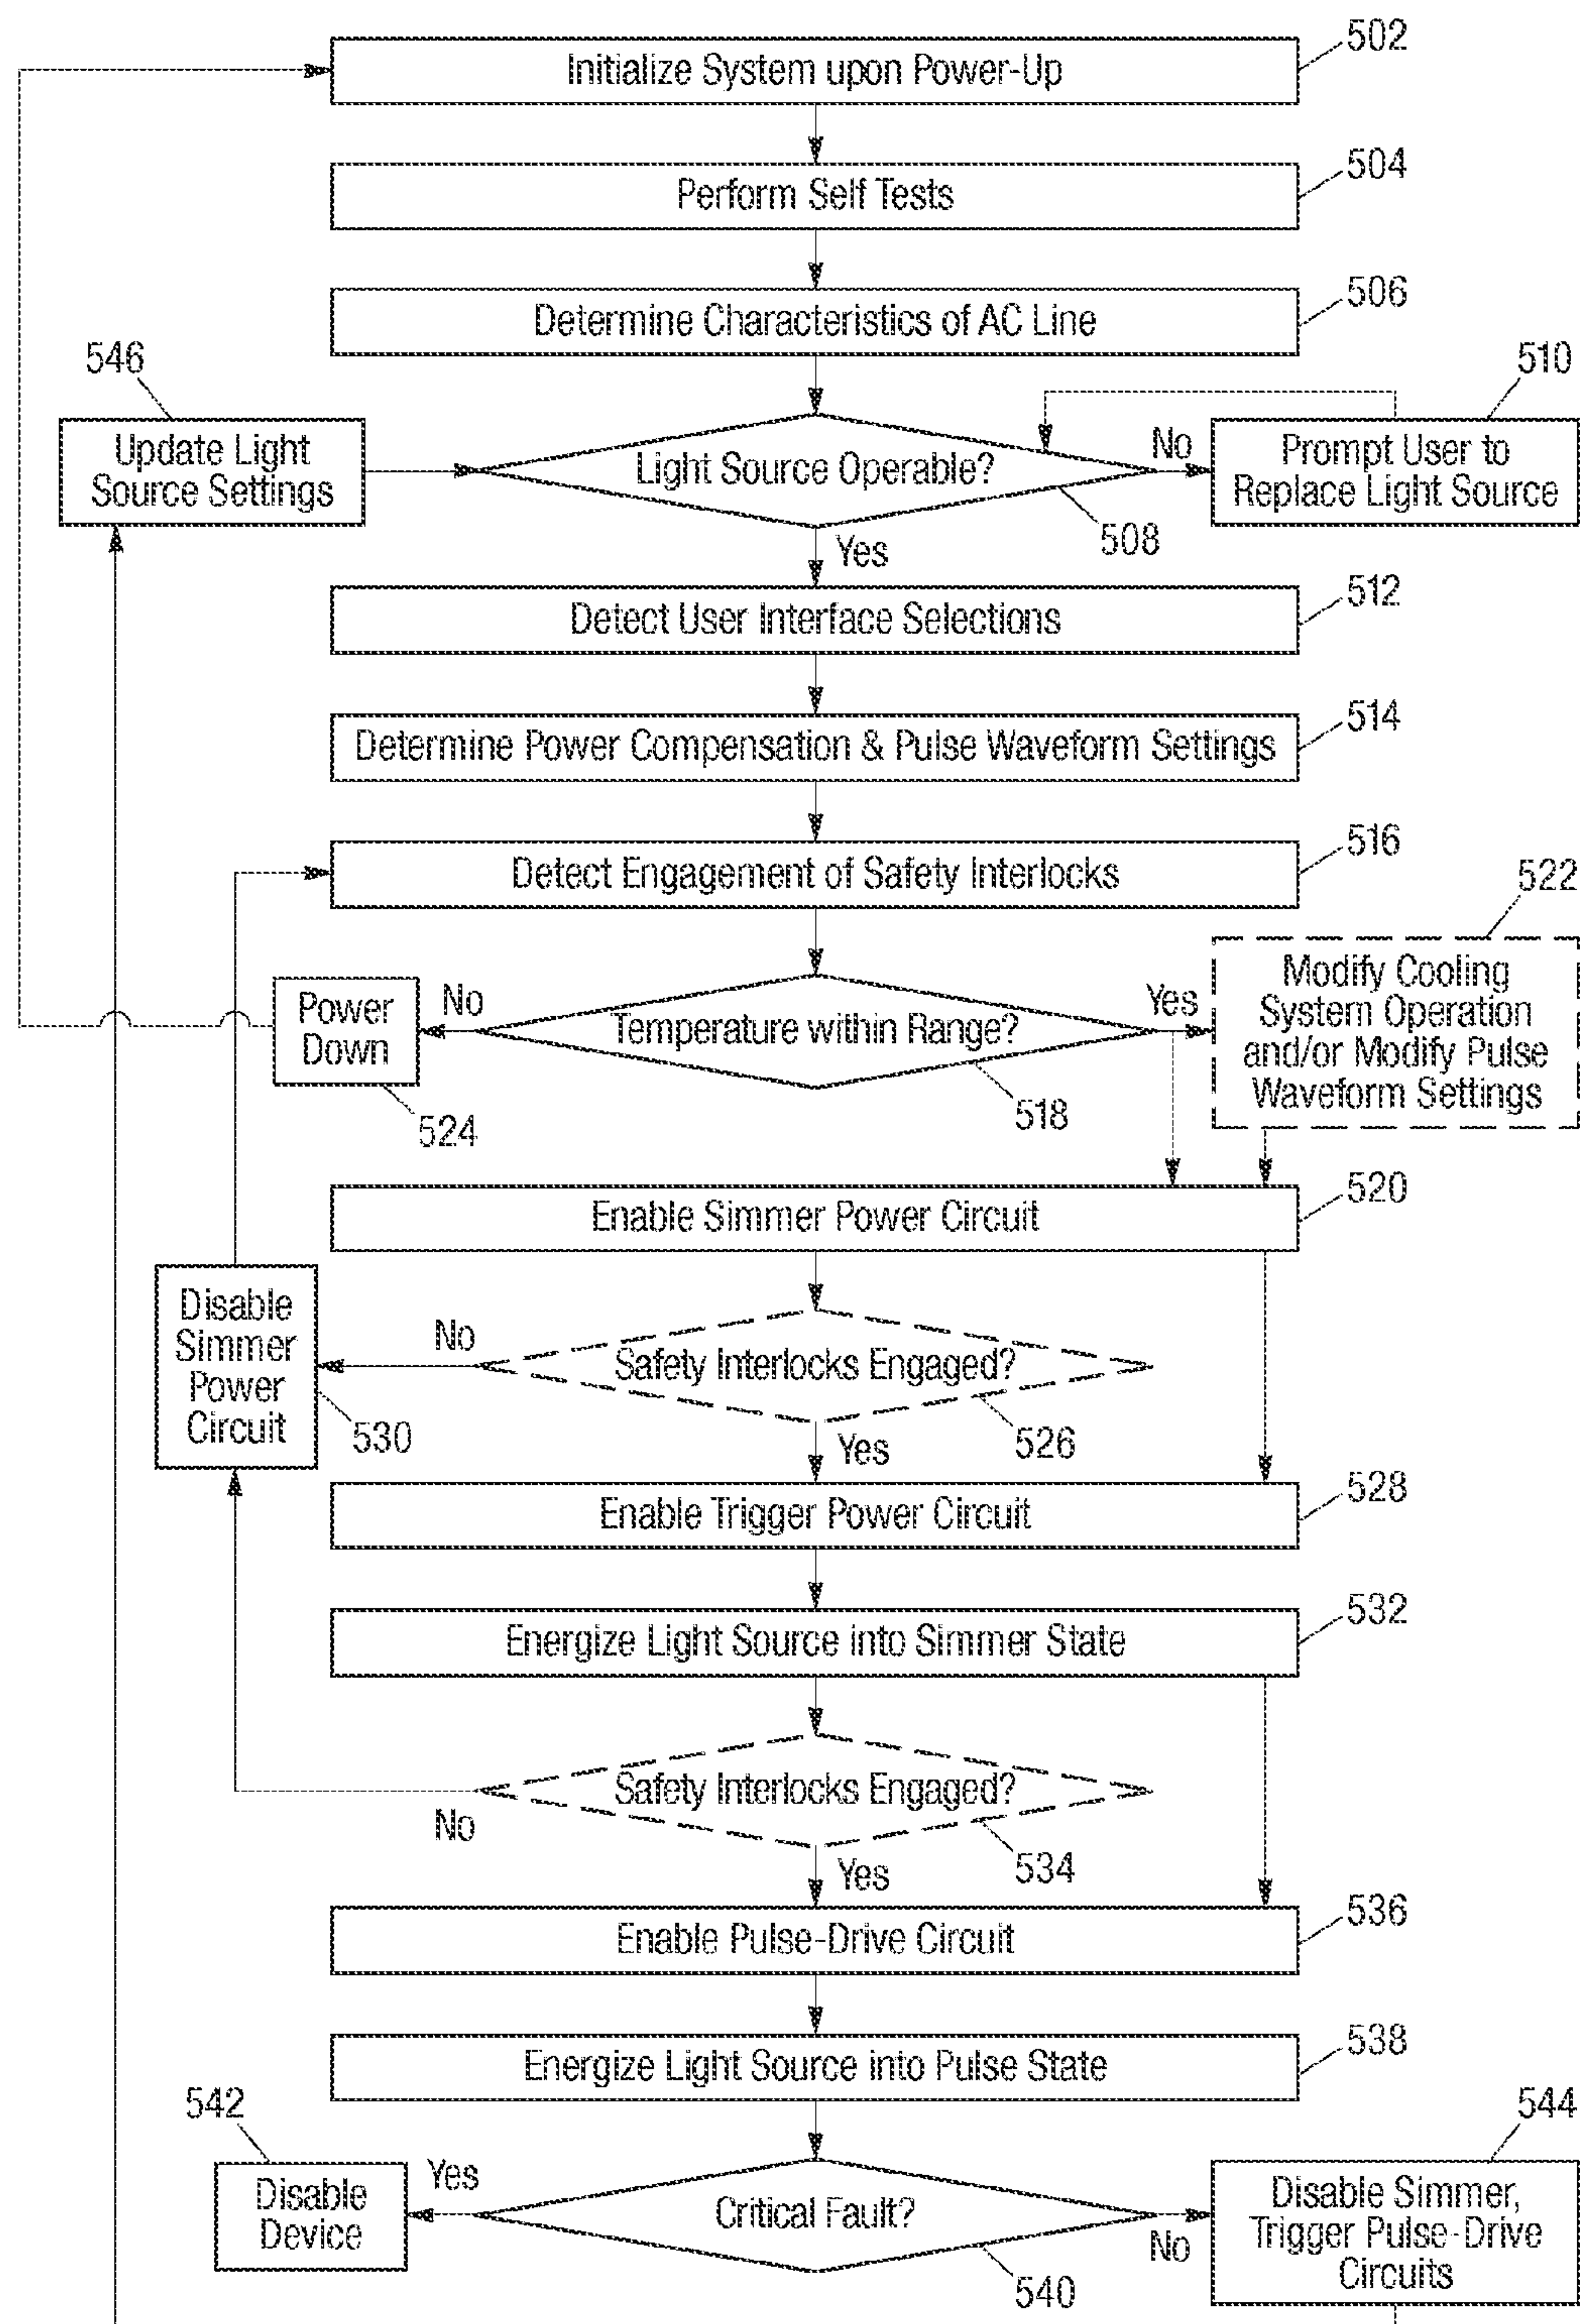 502
Initialize System upon Power-Up
504
Perform Self Tests
506
Determine Characteristics of AC Line
546
510
Update Light
Source Settings
Light Source Operable?
No
Prompt User to
Replace Light Source
508
Yes
512
Detect User Interface Selections
514
Determine Power Compensation & Pulse Waveform Settings
516
Detect Engagement of Safety Interlocks
522
Power
Down
No
Temperature within Range?
Yes
Modify Cooling
System Operation
and/or Modify Pulse
Waveform Settings
524
518
520
Enable Simmer Power Circuit
Disable
Simmer
Power
Circuit
No
Safety Interlocks Engaged?
530
526
Yes
528
Enable Trigger Power Circuit
532
Energize Light Source into Simmer State
Safety Interlocks Engaged?
No
534
Yes
536
Enable Pulse-Drive Circuit
538
Energize Light Source into Pulse State
542
544
Disable
Device
Yes
Critical Fault?
No
Disable Simmer,
Trigger Pulse-Drive
Circuits
540